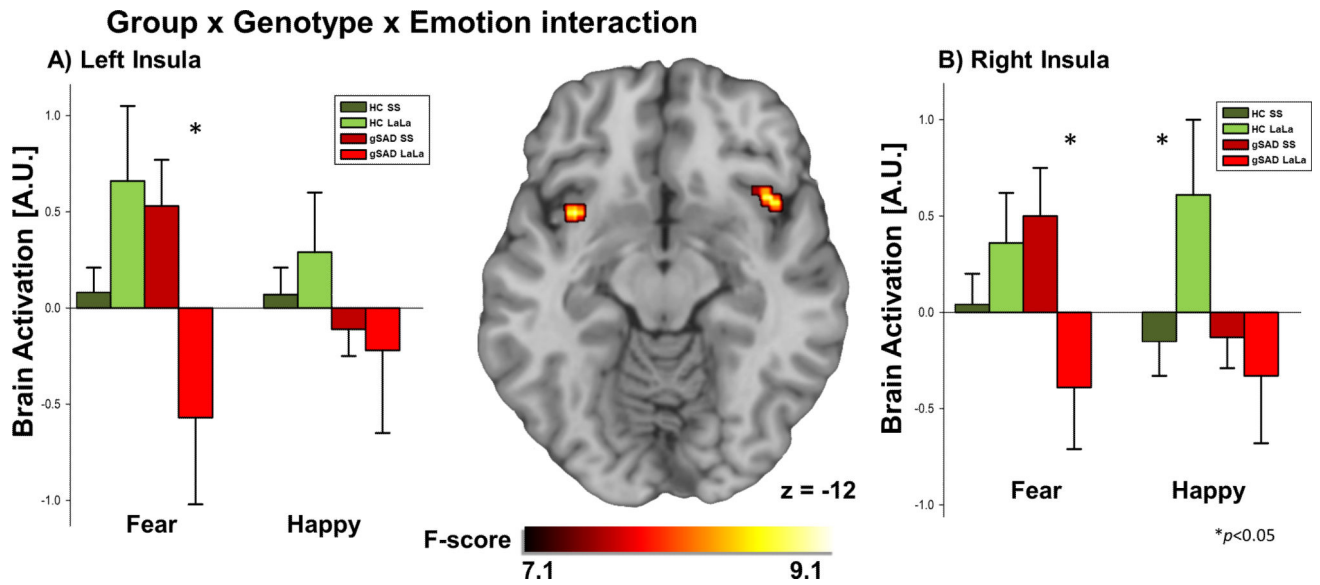 Group x Genotype x Emotion interaction
A) Left Insula
Brain Activation [A.U.]
1.0
0.5
0.0
-0.5
-1.0
HC SS
HC LaLa
gSAD SS
gSAD LaLa
*
Fear
Happy
z = -12
F-score
7.1
9.1
B) Right Insula
Brain Activation [A.U.]
1.0
0.5
0.0
-0.5
-1.0
HC SS
HC LaLa
gSAD SS
gSAD LaLa
*
*
Fear
Happy
*p<0.05